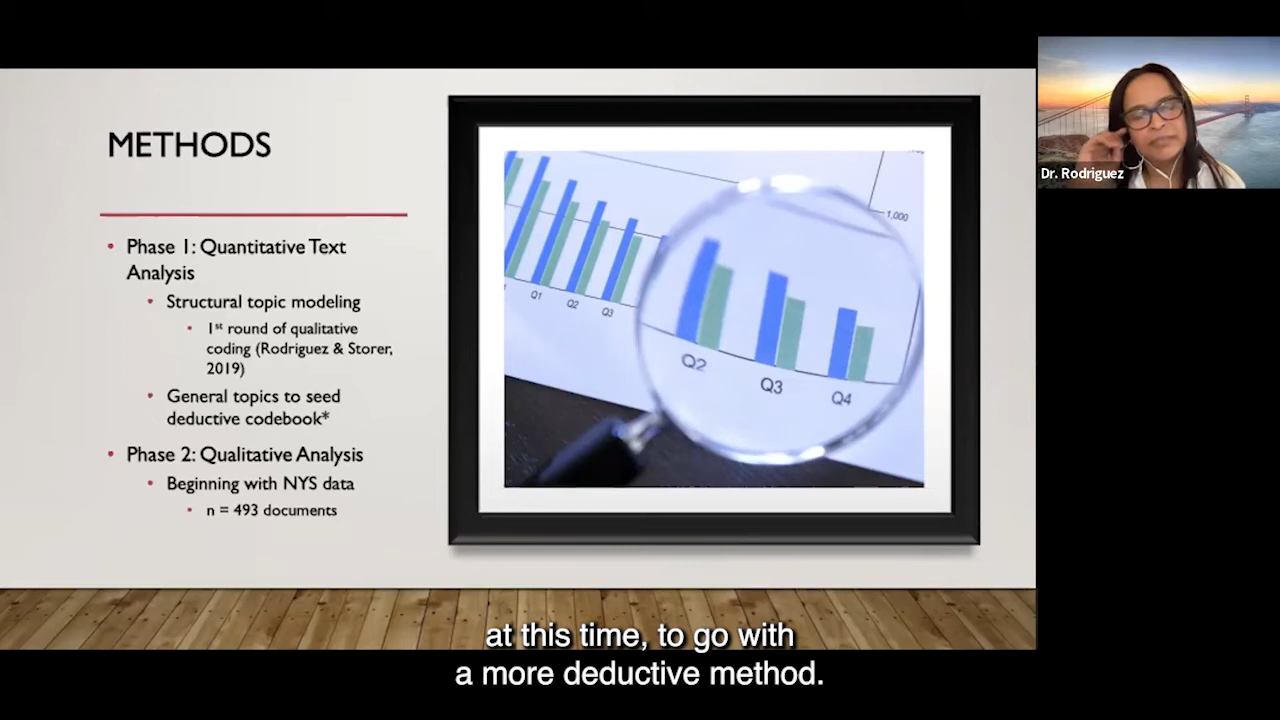 METHODS
• Phase 1: Quantitative Text
Analysis
• Structural topic modeling
• 1st round of qualitative
coding (Rodriguez & Storer,
2019)
• General topics to seed
deductive codebook*
• Phase 2: Qualitative Analysis
• Beginning with NYS data
• n = 493 documents
1,000
Q1
Q2
Q3
Q2
Q3
Q4
Dr. Rodriguez
at this time, to go with
a more deductive method.